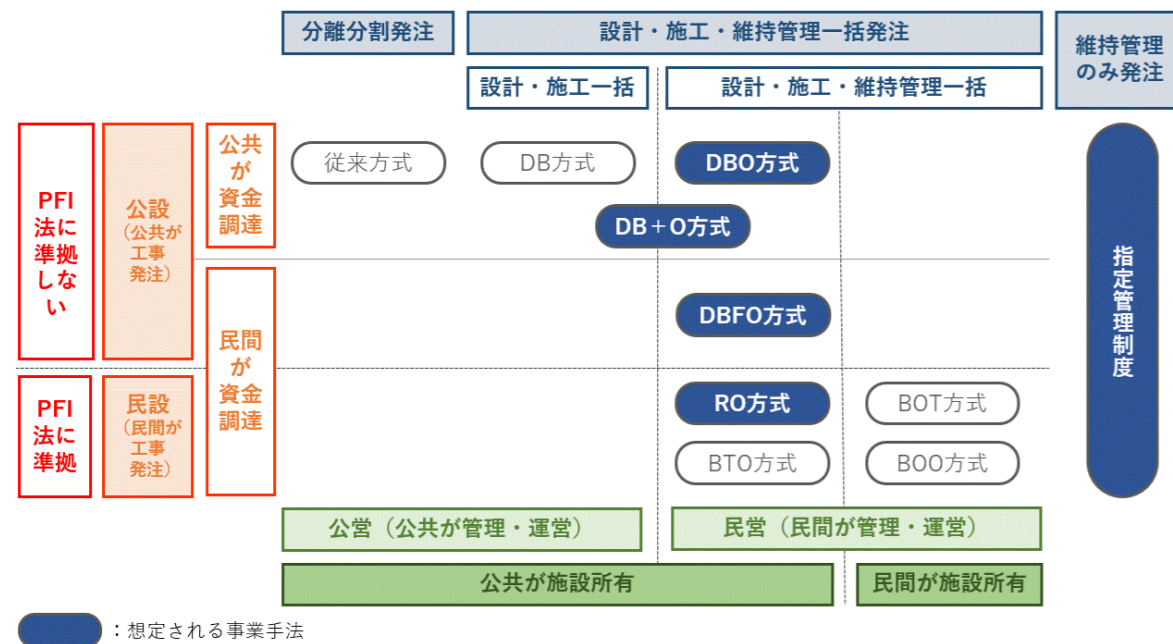 分離分割発注
設計・施工・維持管理一括発注
維持管理
のみ発注
設計・施工一括
設計・施工・維持管理一括
PFI
法に
準拠
しな
い
公設
（公共が
工事
発注）
公共
が
資金
調達
従来方式
DB方式
DBO方式
DB＋O方式
民間
が
資金
調達
DBFO方式
指定管理制度
PFI
法に
準拠
民設
（民間が
工事
発注）
RO方式
BOT方式
BTO方式
BOO方式
公営（公共が管理・運営）
民営（民間が管理・運営）
公共が施設所有
民間が施設所有
：想定される事業手法